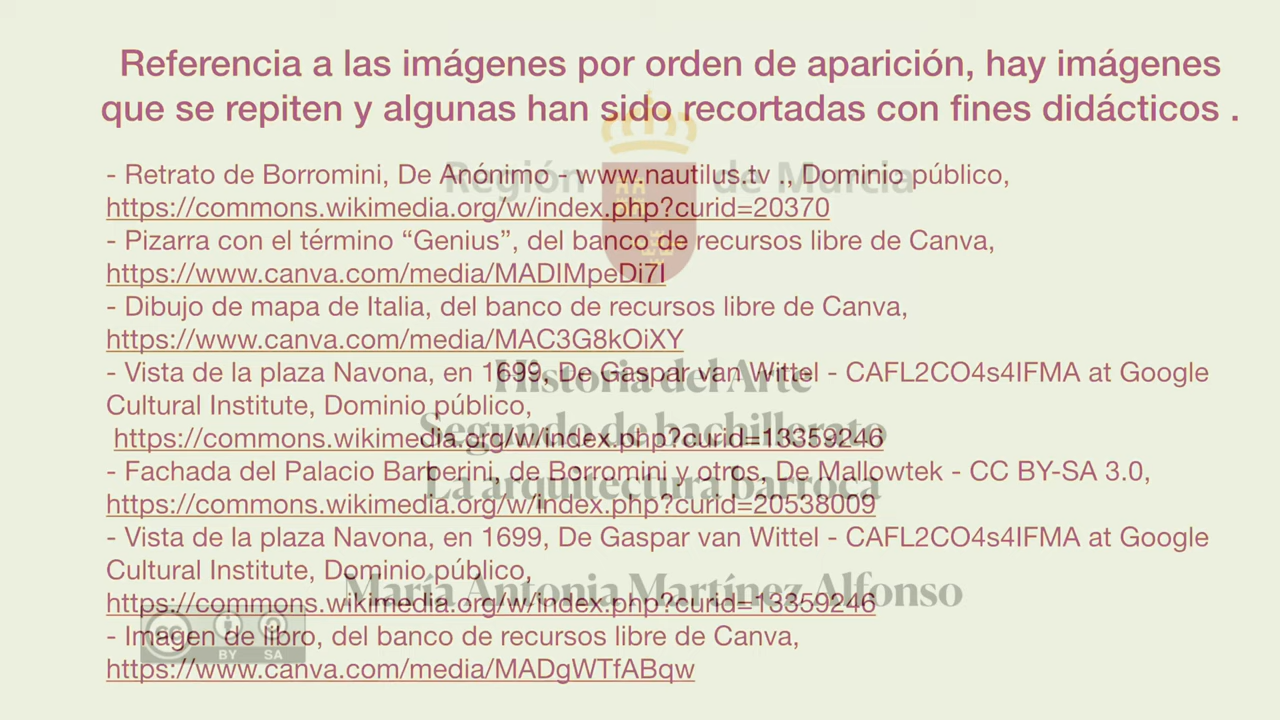 Referencia a las imágenes por orden de aparición, hay imágenes
que se repiten y algunas han sido recortadas con fines didácticos .
Región de Murcia
- Retrato de Borromini, De Anónimo - www.nautilus.tv ., Dominio público,
https://commons.wikimedia.org/w/index.php?curid=20370
- Pizarra con el término “Genius”, del banco de recursos libre de Canva,
https://www.canva.com/media/MADIMpeDi7I
- Dibujo de mapa de Italia, del banco de recursos libre de Canva,
https://www.canva.com/media/MAC3G8kOiXY
- Vista de la plaza Navona, en 1699, De Gaspar van Wittel - CAFL2CO4s4IFMA at Google
Historia del Arte
Cultural Institute, Dominio público,
Segundo de bachillerato
https://commons.wikimedia.org/w/index.php?curid=13359246
- Fachada del Palacio Barberini, de Borromini y otros, De Mallowtek - CC BY-SA 3.0,
La arquitectura barroca
https://commons.wikimedia.org/w/index.php?curid=20538009
- Vista de la plaza Navona, en 1699, De Gaspar van Wittel - CAFL2CO4s4IFMA at Google
Cultural Institute, Dominio público,
María Antonia Martínez Alfonso
https://commons.wikimedia.org/w/index.php?curid=13359246
- Imagen de libro, del banco de recursos libre de Canva,
cc BY SA
https://www.canva.com/media/MADgWTfABqw